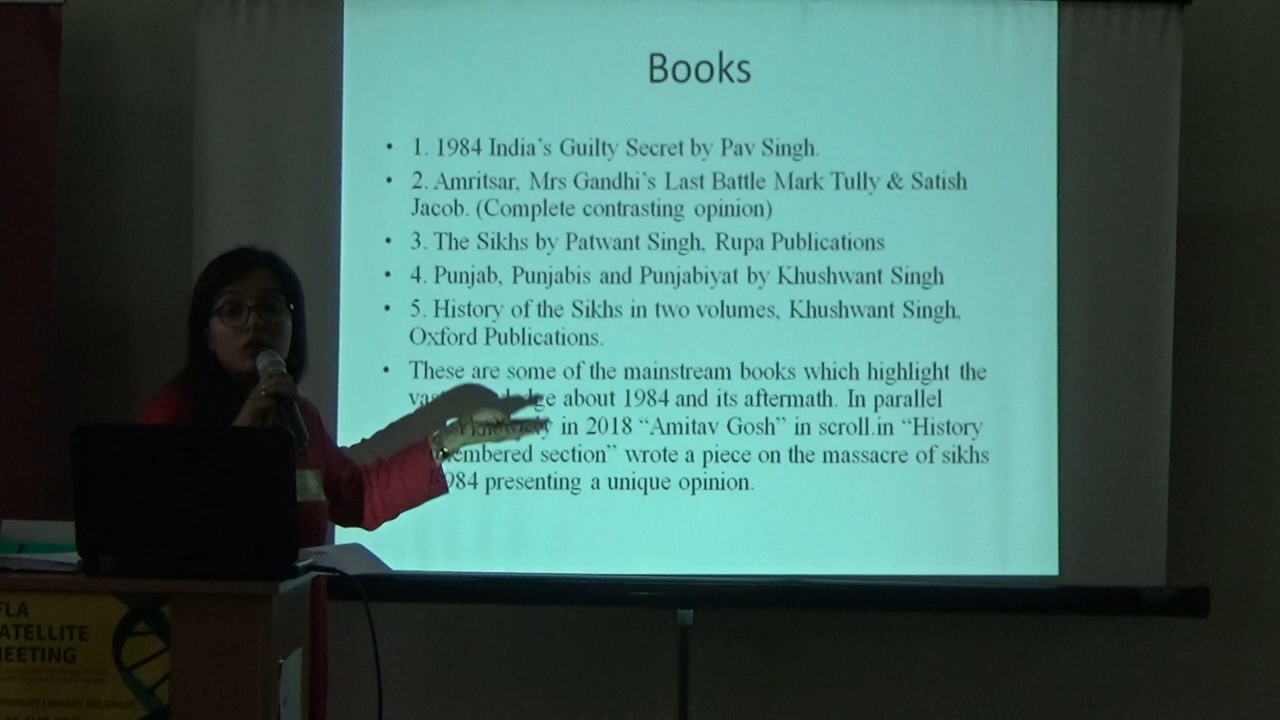 Books
• 1. 1984 India's Guilty Secret by Pav Singh.
• 2. Amritsar, Mrs Gandhi's Last Battle Mark Tully & Satish
Jacob. (Complete contrasting opinion)
• 3. The Sikhs by Patwant Singh, Rupa Publications
• 4. Punjab, Punjabis and Punjabiyat by Khushwant Singh
• 5. History of the Sikhs in two volumes, Khushwant Singh,
Oxford Publications.
• These are some of the mainstream books which highlight the
about 1984 and its aftermath. In parallel
in 2018 “Amitav Gosh” in scroll.in “History
embered section” wrote a piece on the massacre of sikhs
984 presenting a unique opinion.
FLA
ATELLITE
EETING